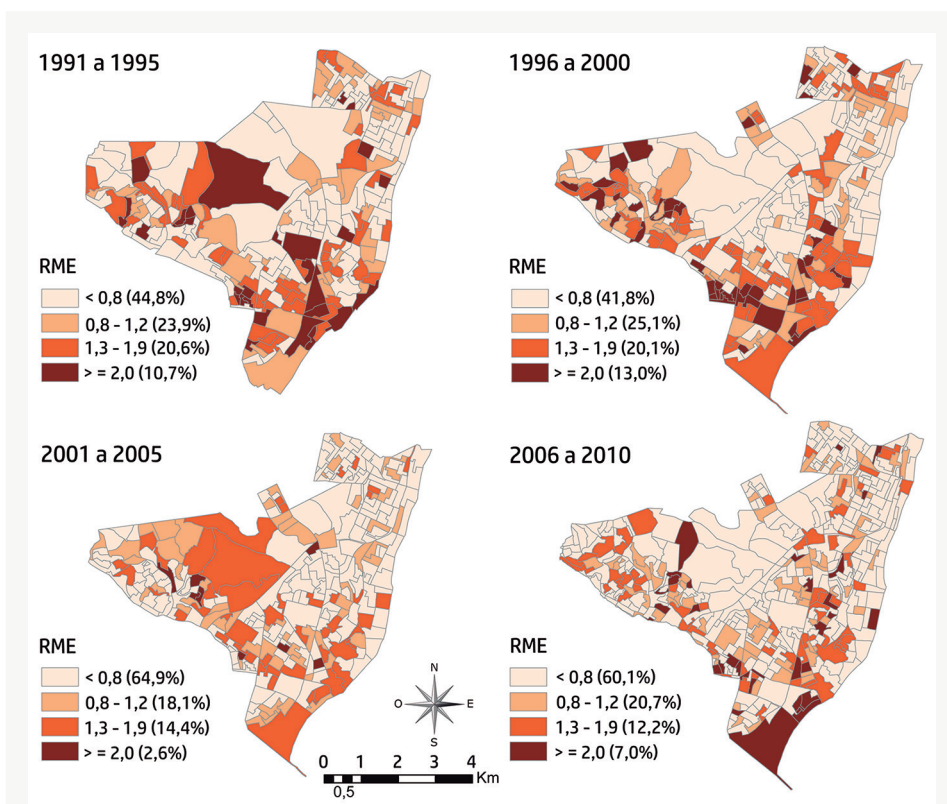 1991 a 1995
RME
< 0,8 (44,8%)
0,8 – 1,2 (23,9%)
1,3 – 1,9 (20,6%)
> = 2,0 (10,7%)
1996 a 2000
RME
< 0,8 (41,8%)
0,8 – 1,2 (25,1%)
1,3 – 1,9 (20,1%)
> = 2,0 (13,0%)
2001 a 2005
RME
< 0,8 (64,9%)
0,8 – 1,2 (18,1%)
1,3 – 1,9 (14,4%)
> = 2,0 (2,6%)
N
O E
S
0 1 2 3 4
Km
0,5
2006 a 2010
RME
< 0,8 (60,1%)
0,8 – 1,2 (20,7%)
1,3 – 1,9 (12,2%)
> = 2,0 (7,0%)